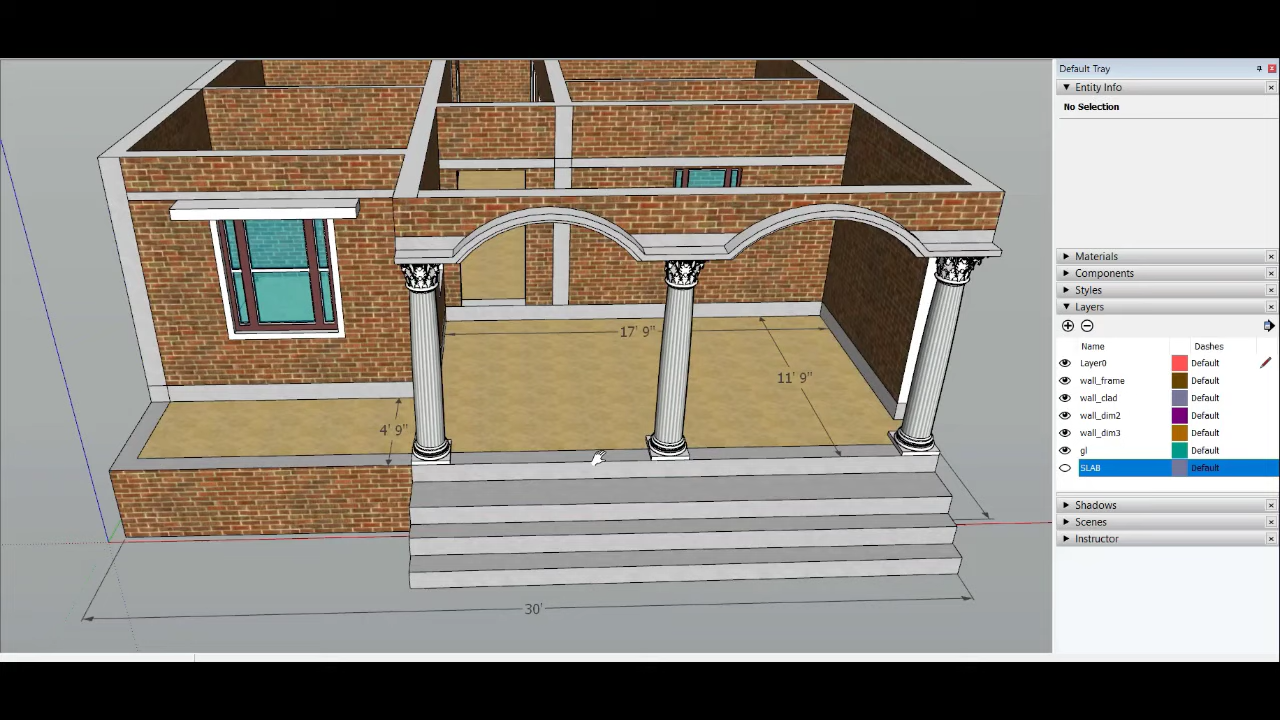 Default Tray
Entity Info
No Selection
Materials
Components
Styles
Layers
Name Dashes
Layer0 Default
wall_frame Default
wall_clad Default
wall_dim2 Default
wall_dim3 Default
gl Default
SLAB Default
Shadows
Scenes
Instructor
17' 9"
11' 9"
4' 9"
30'